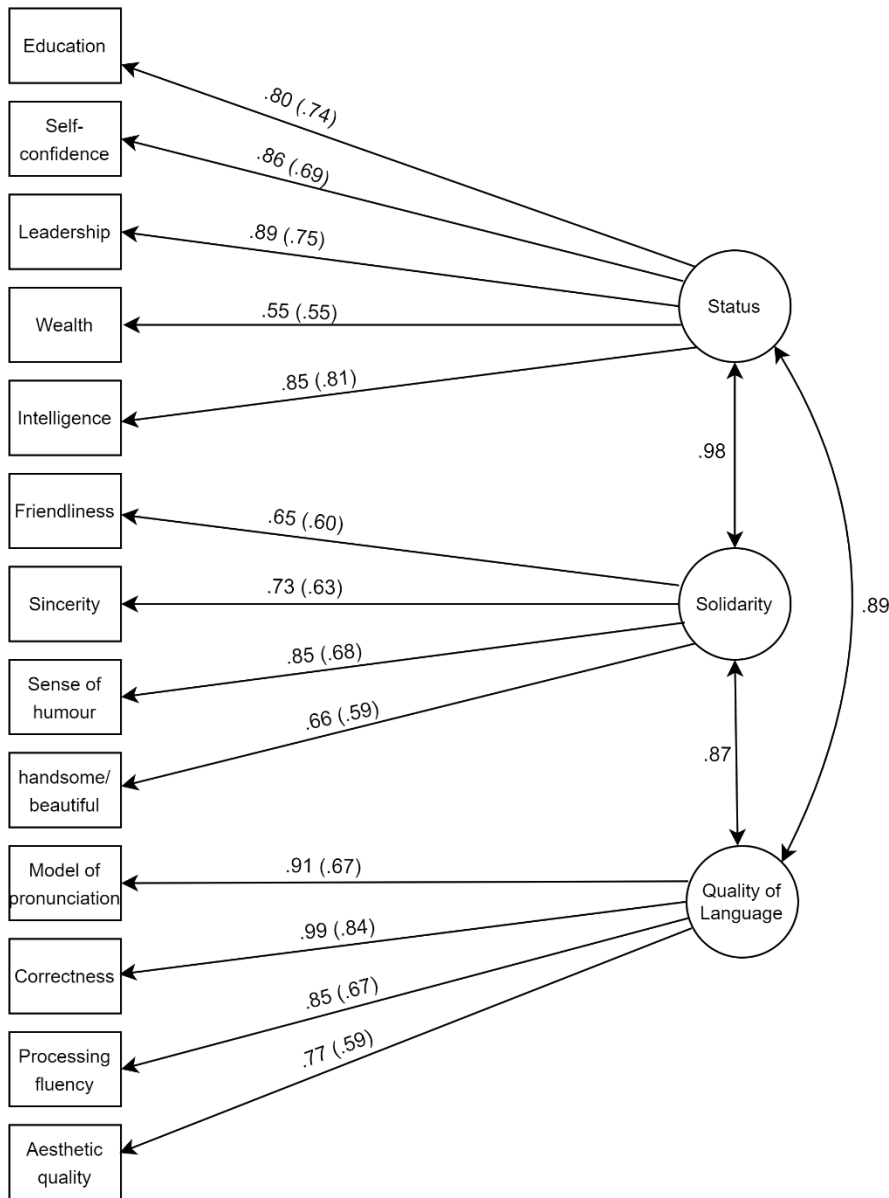 Education
.80 (.74)
Self-
confidence
.86 (.69)
Leadership
.89 (.75)
Wealth
.55 (.55)
Status
Intelligence
.85 (.81)
.98
Friendliness
.65 (.60)
Sincerity
.73 (.63)
Solidarity
.89
Sense of
humour
.85 (.68)
handsome/
beautiful
.66 (.59)
.87
Model of
pronunciation
.91 (.67)
Quality of
Language
Correctness
.99 (.84)
Processing
fluency
.85 (.67)
Aesthetic
quality
.77 (.59)